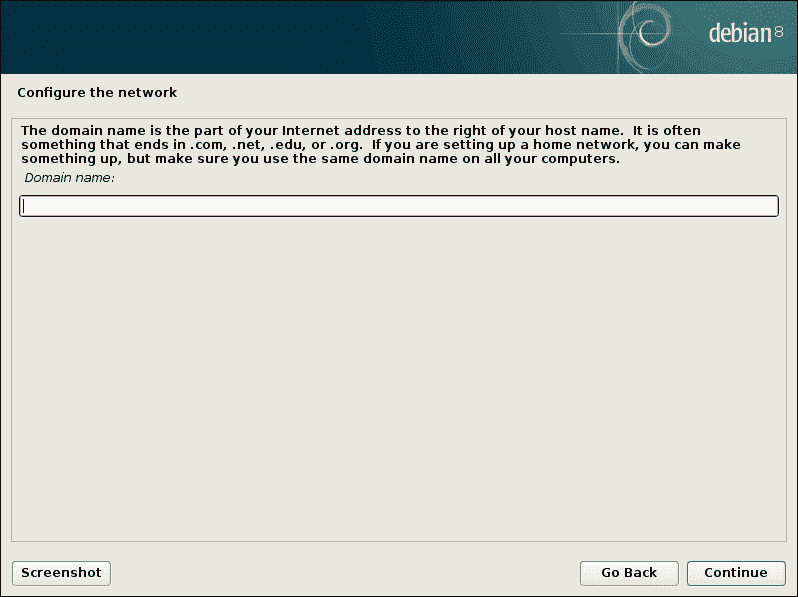 debian 8
Configure the network
The domain name is the part of your Internet address to the right of your host name.  It is often
something that ends in .com, .net, .edu, or .org.  If you are setting up a home network, you can make
something up, but make sure you use the same domain name on all your computers.
Domain name:
Screenshot
Go Back
Continue